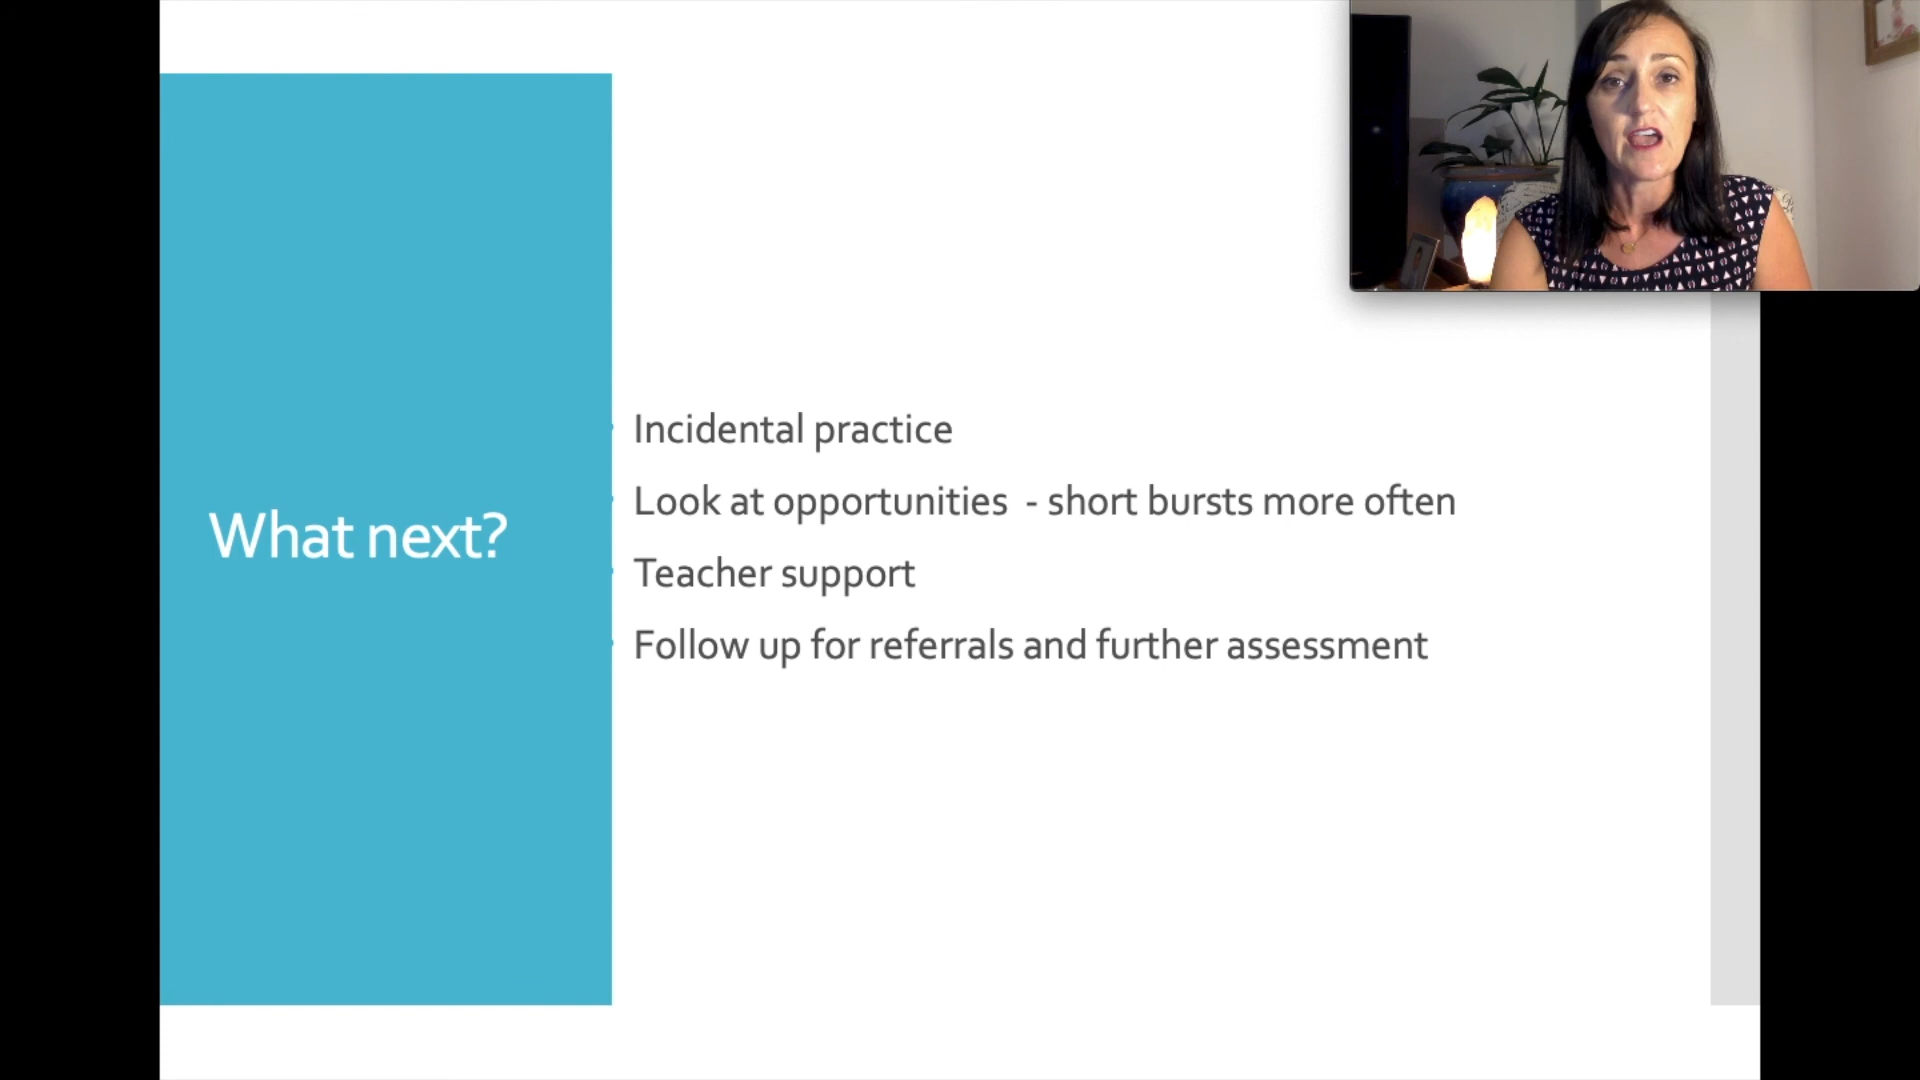 What next?
Incidental practice
Look at opportunities  - short bursts more often
Teacher support
Follow up for referrals and further assessment